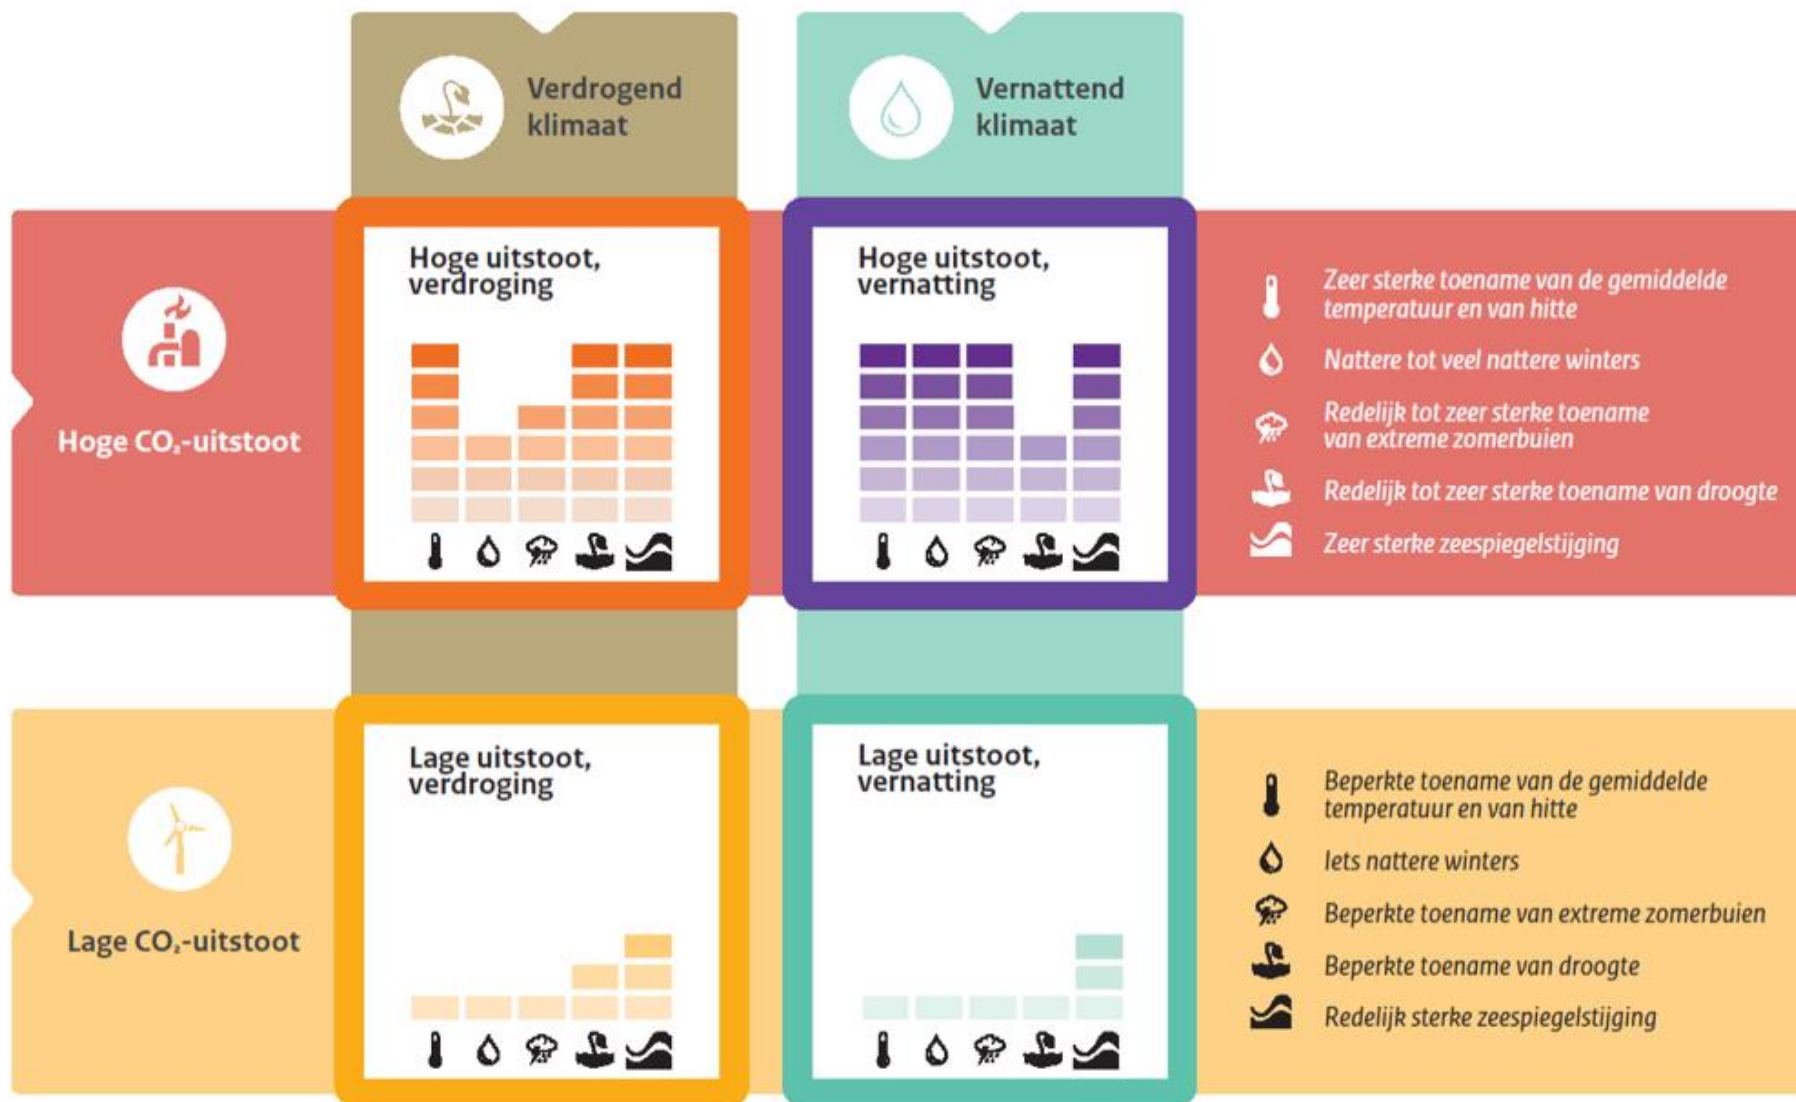 Verdrogend
klimaat
Vernattend
klimaat
Hoge CO₂-uitstoot
Hoge uitstoot,
verdroging
Hoge uitstoot,
vernatting
Zeer sterke toename van de gemiddelde
temperatuur en van hitte
Nattere tot veel nattere winters
Redelijk tot zeer sterke toename
van extreme zomerbuien
Redelijk tot zeer sterke toename van droogte
Zeer sterke zeespiegelstijging
Lage CO₂-uitstoot
Lage uitstoot,
verdroging
Lage uitstoot,
vernatting
Beperkte toename van de gemiddelde
temperatuur en van hitte
Iets nattere winters
Beperkte toename van extreme zomerbuien
Beperkte toename van droogte
Redelijk sterke zeespiegelstijging